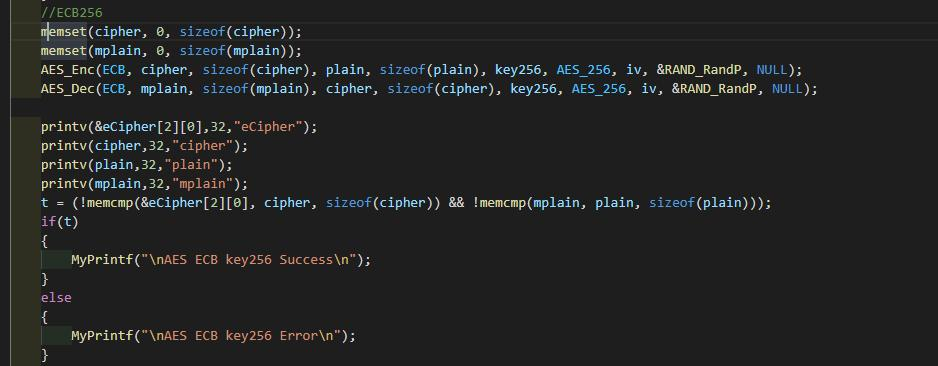 //ECB256
memset(cipher, 0, sizeof(cipher));
memset(mplain, 0, sizeof(mplain));
AES_Enc(ECB, cipher, sizeof(cipher), plain, sizeof(plain), key256, AES_256, iv, &RAND_RandP, NULL);
AES_Dec(ECB, mplain, sizeof(mplain), cipher, sizeof(cipher), key256, AES_256, iv, &RAND_RandP, NULL);
printv(&eCipher[2][0],32,"eCipher");
printv(cipher,32,"cipher");
printv(plain,32,"plain");
printv(mplain,32,"mplain");
t = (!memcmp(&eCipher[2][0], cipher, sizeof(cipher)) && !memcmp(mplain, plain, sizeof(plain)));
if(t)
{
MyPrintf("\nAES ECB key256 Success\n");
}
else
{
MyPrintf("\nAES ECB key256 Error\n");
}